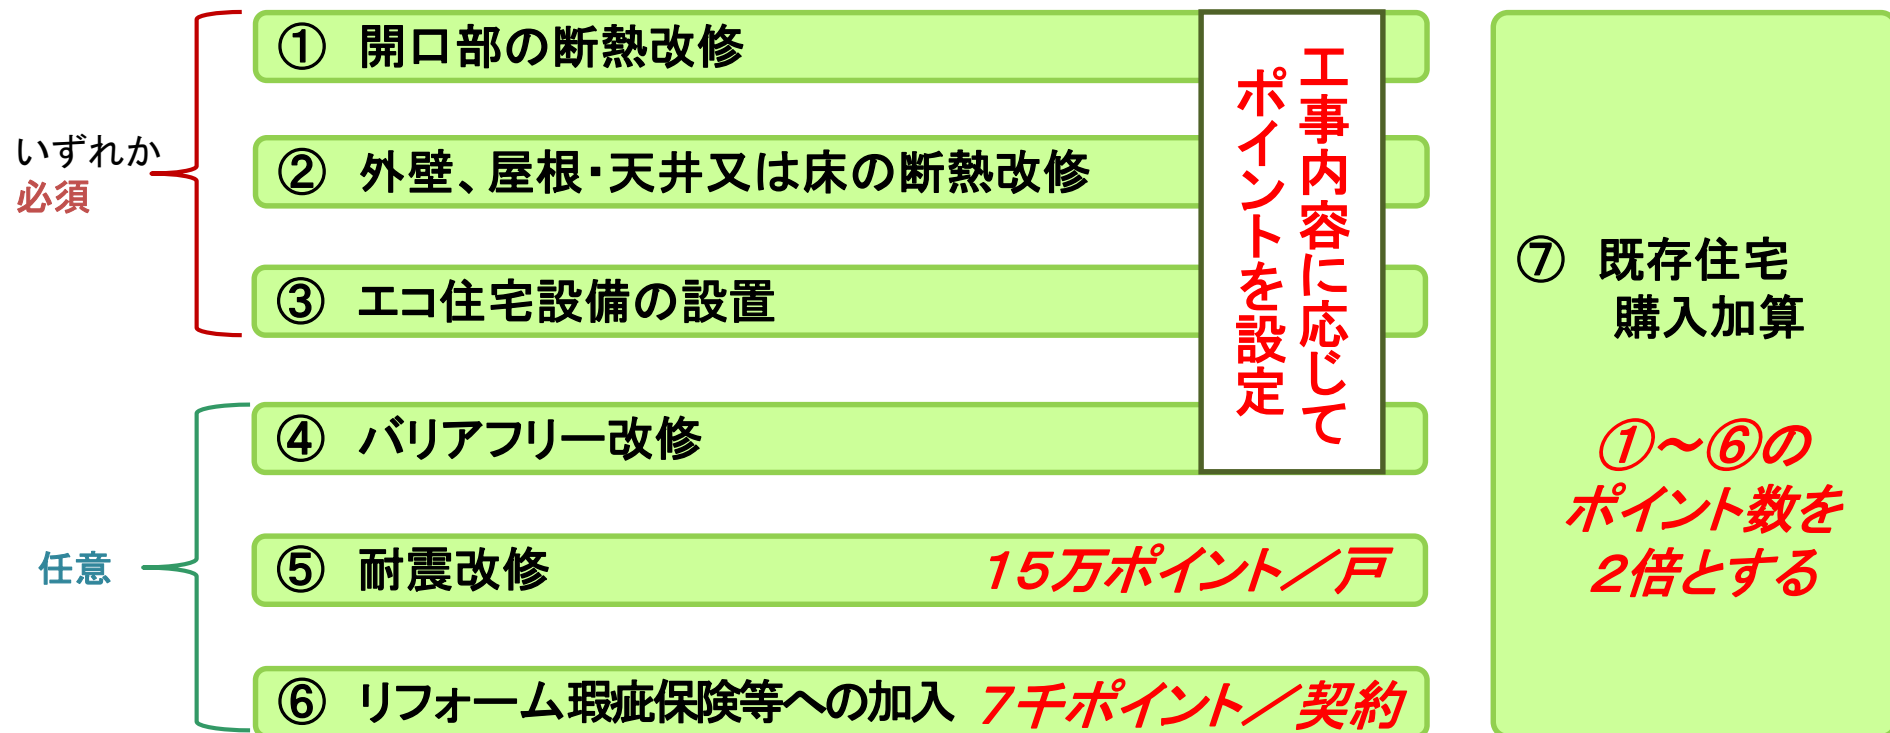 いずれか
必須
① 開口部の断熱改修
② 外壁、屋根・天井又は床の断熱改修
③ エコ住宅設備の設置
任意
④ バリアフリー改修
⑤ 耐震改修 15万ポイント／戸
⑥ リフォーム瑕疵保険等への加入 7千ポイント／契約
工事内容に応じて
ポイントを設定
⑦ 既存住宅
購入加算
①～⑥の
ポイント数を
2倍とする